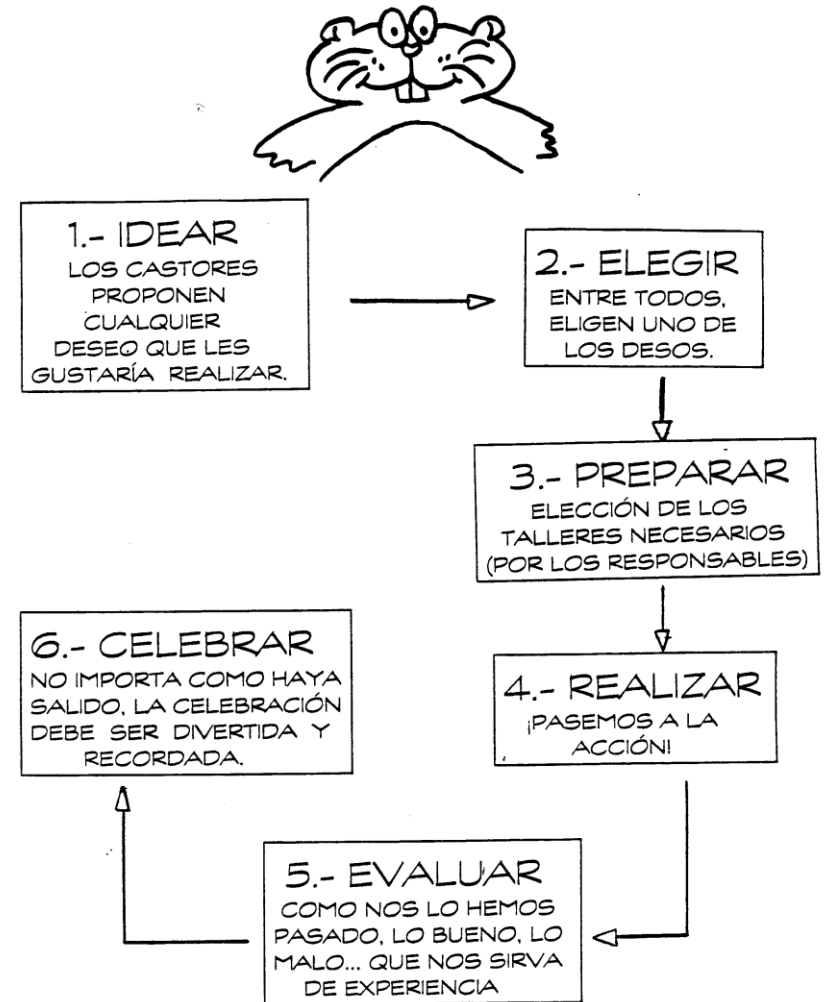 1.- IDEAR
LOS CASTORES
PROPONEN
CUALQUIER
DESEO QUE LES
GUSTARÍA REALIZAR.
2.- ELEGIR
ENTRE TODOS,
ELIGEN UNO DE
LOS DESOS.
3.- PREPARAR
ELECCIÓN DE LOS
TALLERES NECESARIOS
(POR LOS RESPONSABLES)
4.- REALIZAR
¡PASEMOS A LA
ACCIÓN!
5.- EVALUAR
COMO NOS LO HEMOS
PASADO, LO BUENO, LO
MALO... QUE NOS SIRVA
DE EXPERIENCIA
6.- CELEBRAR
NO IMPORTA COMO HAYA
SALIDO, LA CELEBRACIÓN
DEBE SER DIVERTIDA Y
RECORDADA.